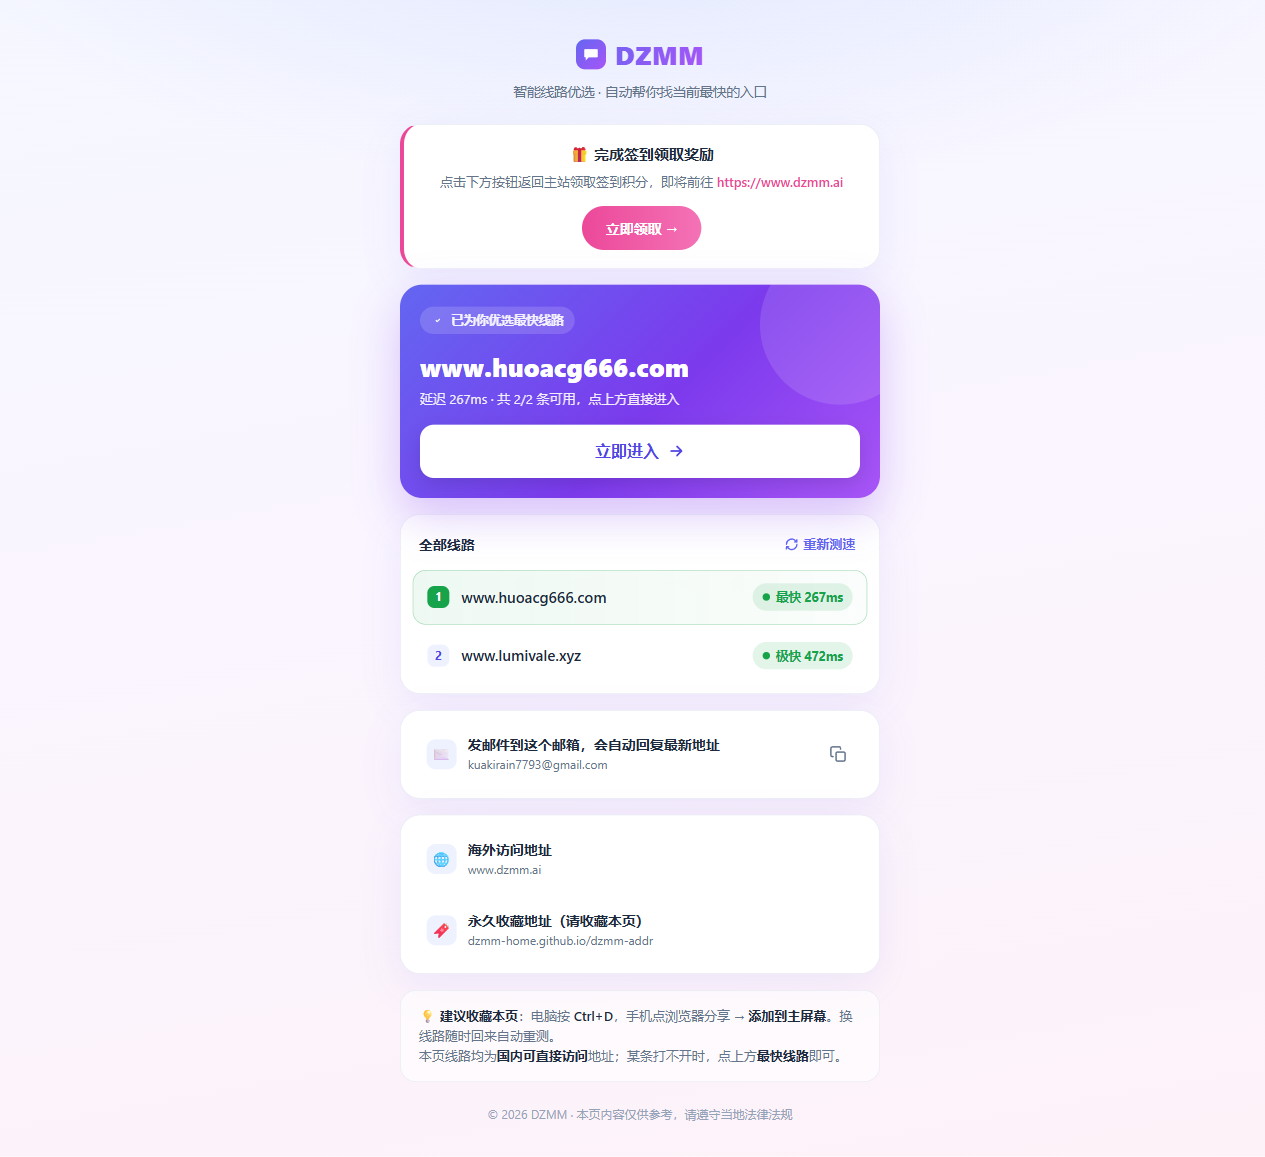 DZMM
智能线路优选 · 自动帮你找当前最快的入口
🎁 完成签到领取奖励
点击下方按钮返回主站领取签到积分，即将前往 https://www.dzmm.ai
立即领取 →
✓ 已为你优选最快线路
www.huoacg666.com
延迟 267ms · 共 2/2 条可用，点上方直接进入
立即进入 →
全部线路
重新测速
1 www.huoacg666.com 最快 267ms
2 www.lumivale.xyz 极快 472ms
发邮件到这个邮箱，会自动回复最新地址
kuakirain7793@gmail.com
海外访问地址
www.dzmm.ai
永久收藏地址（请收藏本页）
dzmm-home.github.io/dzmm-addr
💡 建议收藏本页：电脑按 Ctrl+D，手机点浏览器分享 → 添加到主屏幕。换
线路随时回来自动重测。
本页线路均为国内可直接访问地址；某条打不开时，点上方最快线路即可。
© 2026 DZMM · 本页内容仅供参考，请遵守当地法律法规